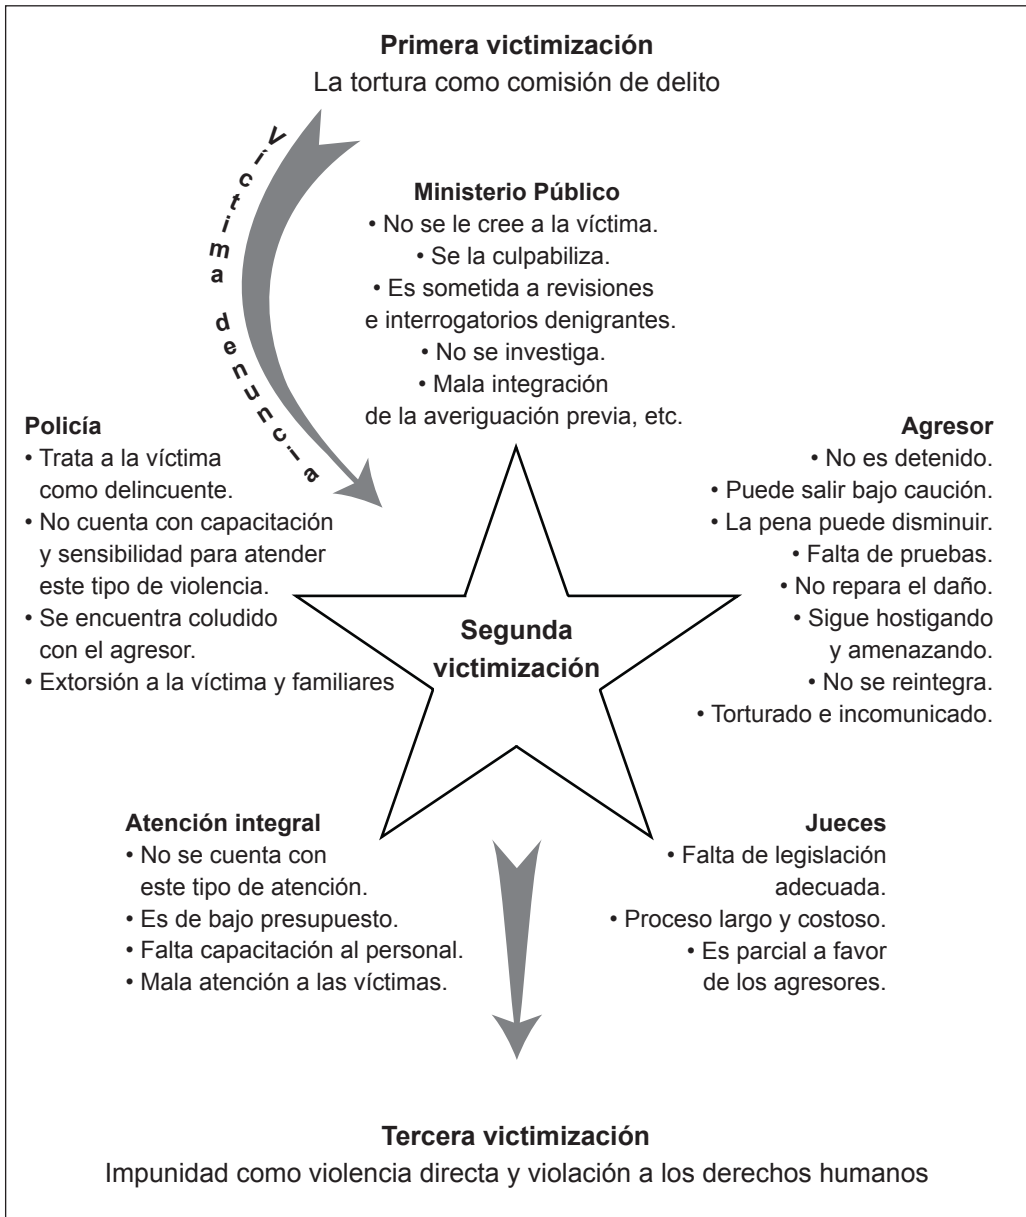 Primera victimización
La tortura como comisión de delito
Víctima denuncia
Ministerio Público
• No se le cree a la víctima.
• Se la culpabiliza.
• Es sometida a revisiones
e interrogatorios denigrantes.
• No se investiga.
• Mala integración
de la averiguación previa, etc.
Policía
• Trata a la víctima
como delincuente.
• No cuenta con capacitación
y sensibilidad para atender
este tipo de violencia.
• Se encuentra coludido
con el agresor.
• Extorsión a la víctima y familiares
Agresor
• No es detenido.
• Puede salir bajo caución.
• La pena puede disminuir.
• Falta de pruebas.
• No repara el daño.
• Sigue hostigando
y amenazando.
• No se reintegra.
• Torturado e incomunicado.
Segunda
victimización
Atención integral
• No se cuenta con
este tipo de atención.
• Es de bajo presupuesto.
• Falta capacitación al personal.
• Mala atención a las víctimas.
Jueces
• Falta de legislación
adecuada.
• Proceso largo y costoso.
• Es parcial a favor
de los agresores.
Tercera victimización
Impunidad como violencia directa y violación a los derechos humanos